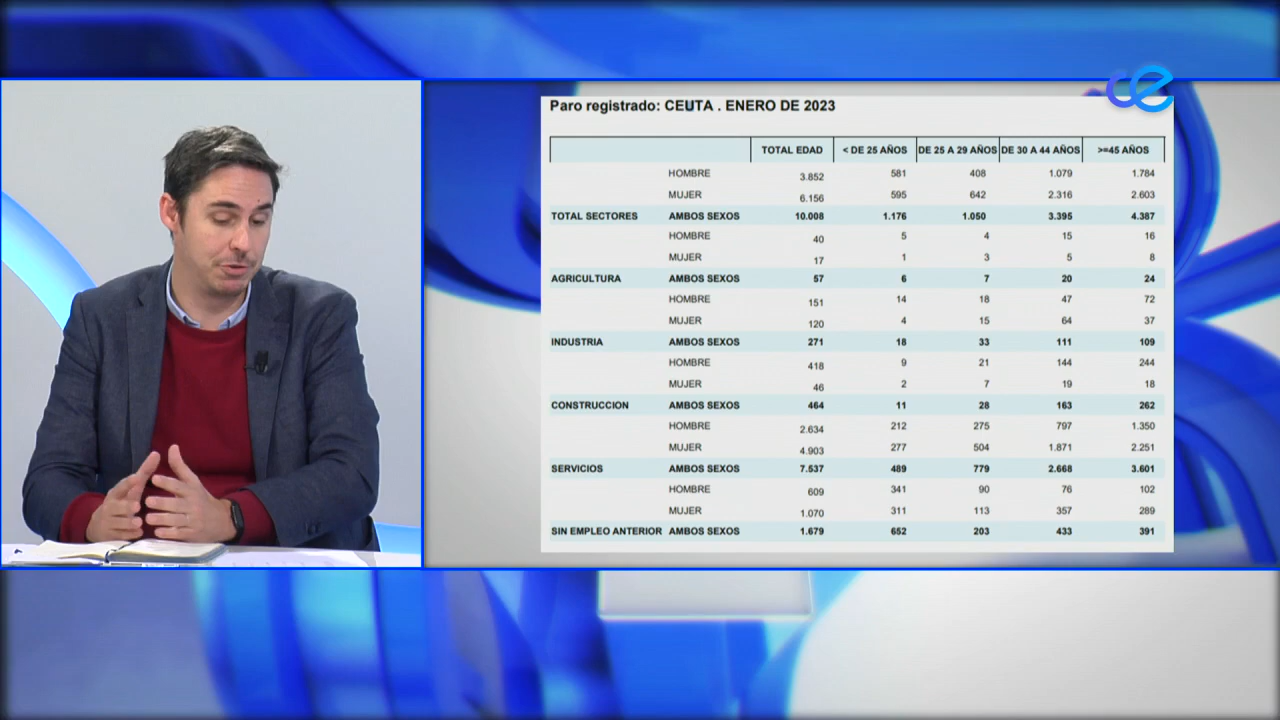 ce
Paro registrado: CEUTA . ENERO DE 2023
TOTAL EDAD < DE 25 AÑOS DE 25 A 29 AÑOS DE 30 A 44 AÑOS >=45 AÑOS
HOMBRE 3.852 581 408 1.079 1.784
MUJER 6.156 595 642 2.316 2.603
TOTAL SECTORES AMBOS SEXOS 10.008 1.176 1.050 3.395 4.387
HOMBRE 40 5 4 15 16
MUJER 17 1 3 5 8
AGRICULTURA AMBOS SEXOS 57 6 7 20 24
HOMBRE 151 14 18 47 72
MUJER 120 4 15 64 37
INDUSTRIA AMBOS SEXOS 271 18 33 111 109
HOMBRE 418 9 21 144 244
MUJER 46 2 7 19 18
CONSTRUCCION AMBOS SEXOS 464 11 28 163 262
HOMBRE 2.634 212 275 797 1.350
MUJER 4.903 277 504 1.871 2.251
SERVICIOS AMBOS SEXOS 7.537 489 779 2.668 3.601
HOMBRE 609 341 90 76 102
MUJER 1.070 311 113 357 289
SIN EMPLEO ANTERIOR AMBOS SEXOS 1.679 652 203 433 391